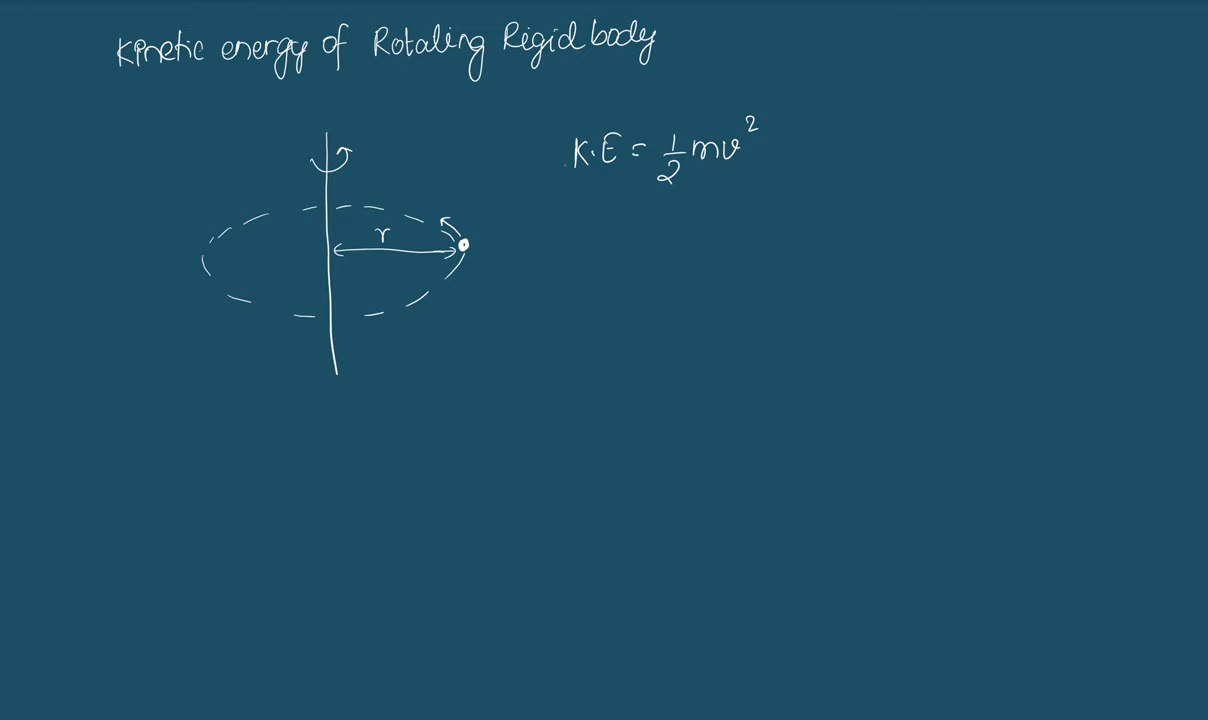 Kinetic energy of Rotating Rigid body
K.E = 1/2 mv²
r